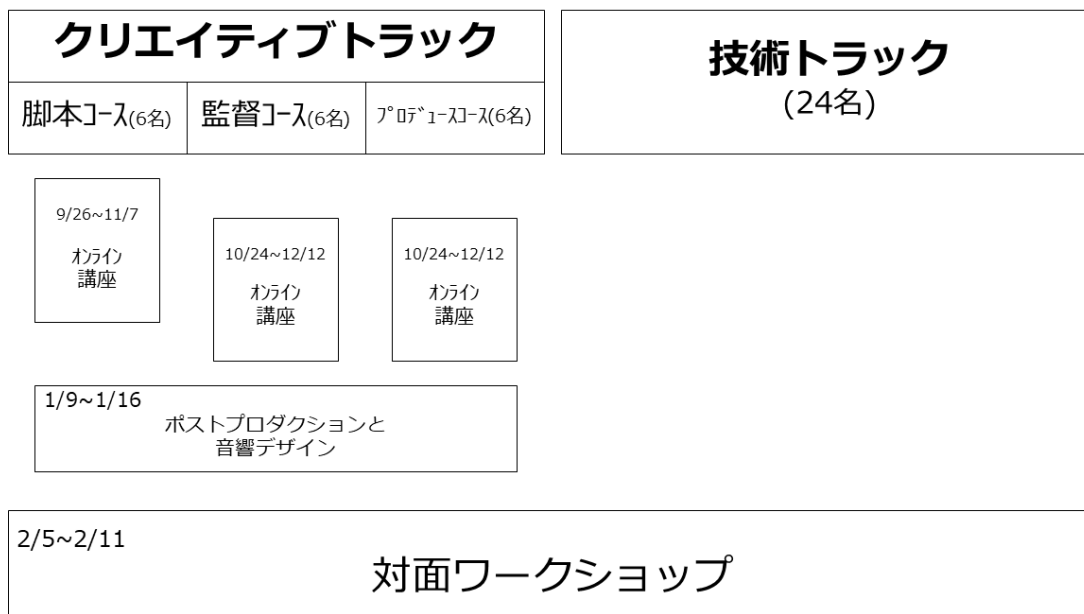 クリエイティブトラック
脚本ｺｰｽ(6名)
監督ｺｰｽ(6名)
ﾌﾟﾛﾃﾞｭｰｽｺｰｽ(6名)
技術トラック
(24名)
9/26~11/7
ｵﾝﾗｲﾝ
講座
10/24~12/12
ｵﾝﾗｲﾝ
講座
10/24~12/12
ｵﾝﾗｲﾝ
講座
1/9~1/16
ポストプロダクションと
音響デザイン
2/5~2/11
対面ワークショップ